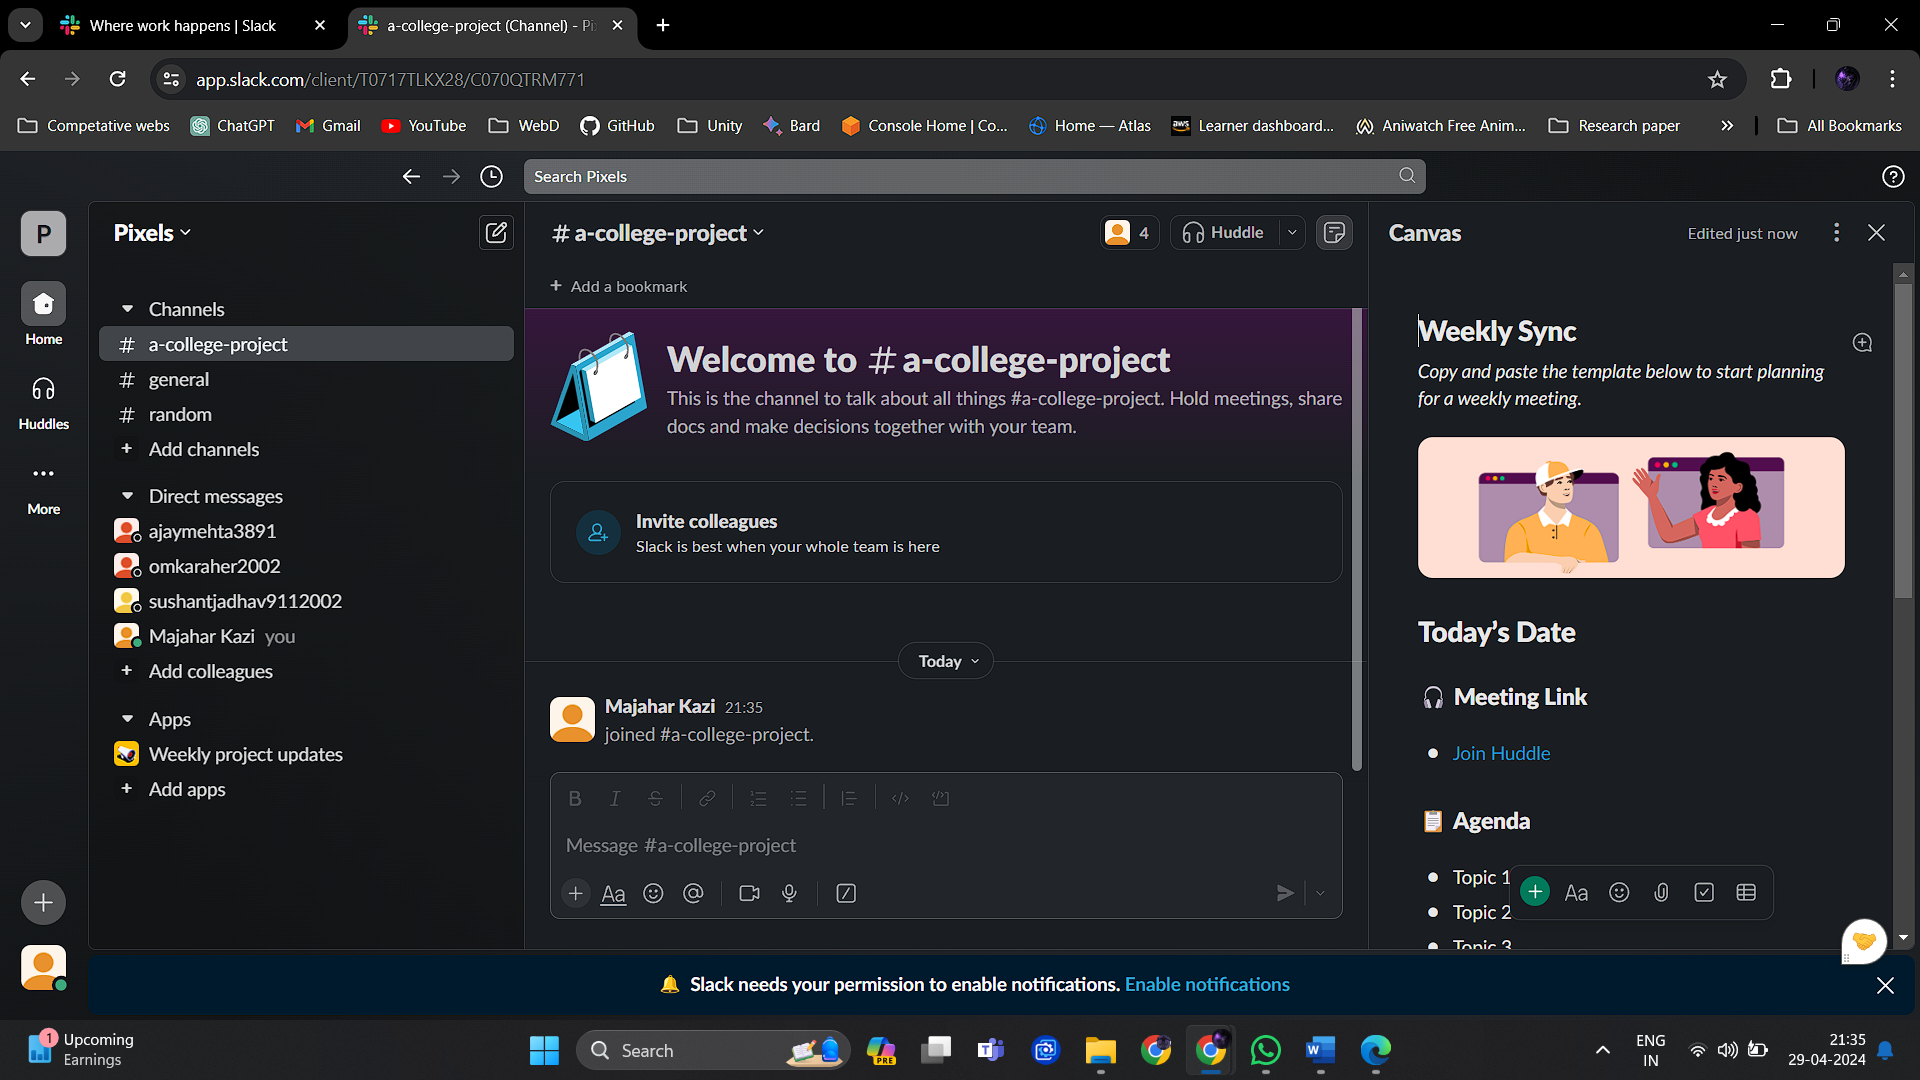 Where work happens | Slack
a-college-project (Channel) - Pi
app.slack.com/client/T0717TLKX28/C070QTRM771
Competative webs ChatGPT Gmail YouTube WebD GitHub Unity Bard Console Home | Co... Home — Atlas Learner dashboard... Aniwatch Free Anim... Research paper All Bookmarks
Search Pixels
P
Home
Huddles
More
Pixels
Channels
# a-college-project
# general
# random
+ Add channels
Direct messages
ajaymehta3891
omkaraher2002
sushantjadhav9112002
Majahar Kazi you
+ Add colleagues
Apps
Weekly project updates
+ Add apps
# a-college-project
4
Huddle
+ Add a bookmark
Welcome to # a-college-project
This is the channel to talk about all things #a-college-project. Hold meetings, share
docs and make decisions together with your team.
Invite colleagues
Slack is best when your whole team is here
Today
Majahar Kazi 21:35
joined #a-college-project.
Message #a-college-project
Aa
Canvas
Edited just now
Weekly Sync
Copy and paste the template below to start planning
for a weekly meeting.
Today’s Date
Meeting Link
Join Huddle
Agenda
Topic 1
Topic 2
Topic 3
Aa
Slack needs your permission to enable notifications. Enable notifications
1
Upcoming
Earnings
Search
PRE
ENG
IN
21:35
29-04-2024